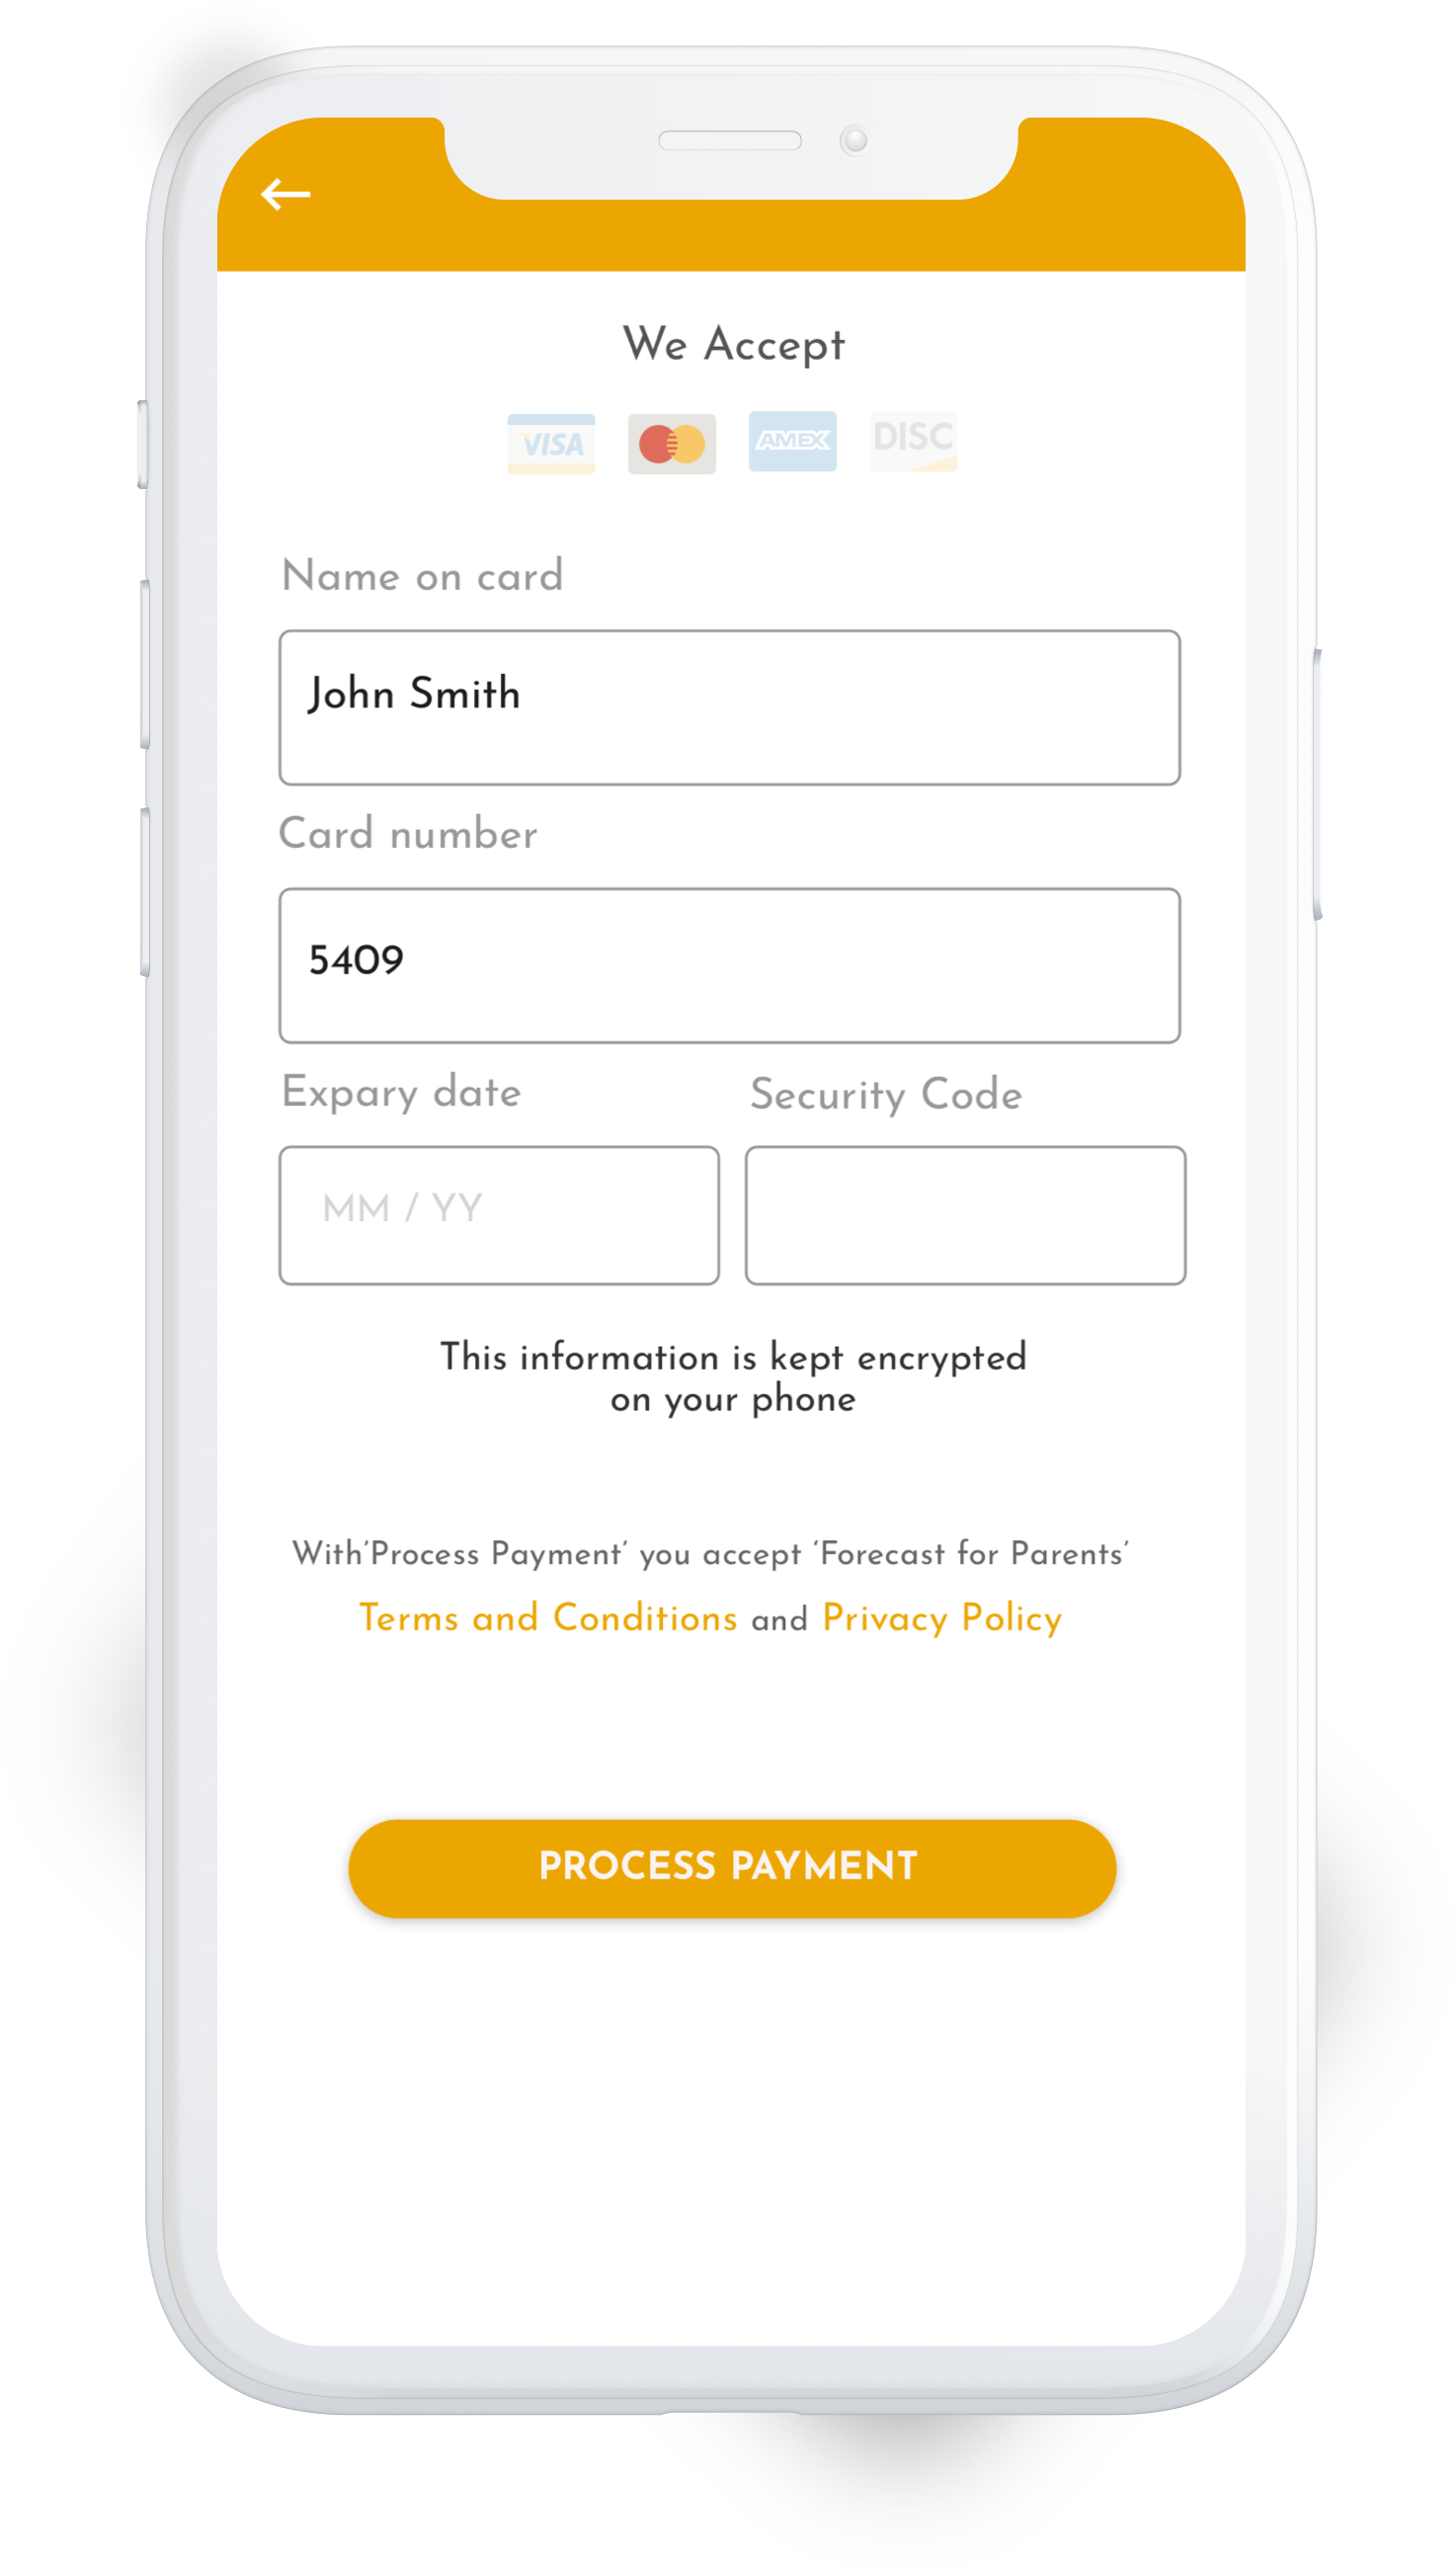 We Accept
VISA AMEX DISC
Name on card
John Smith
Card number
5409
Expary date Security Code
MM / YY
This information is kept encrypted
on your phone
With’Process Payment’ you accept ‘Forecast for Parents’
Terms and Conditions and Privacy Policy
PROCESS PAYMENT